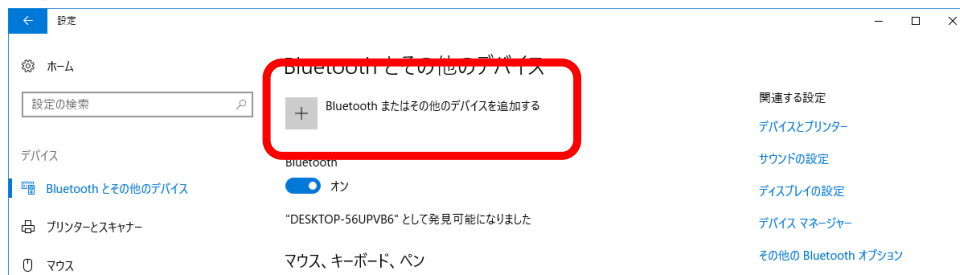 設定
ホーム
設定の検索
デバイス
Bluetooth とその他のデバイス
プリンターとスキャナー
マウス
Bluetooth とその他のデバイス
Bluetooth またはその他のデバイスを追加する
Bluetooth
オン
"DESKTOP-56UPVB6" として発見可能になりました
マウス、キーボード、ペン
関連する設定
デバイスとプリンター
サウンドの設定
ディスプレイの設定
デバイス マネージャー
その他の Bluetooth オプション